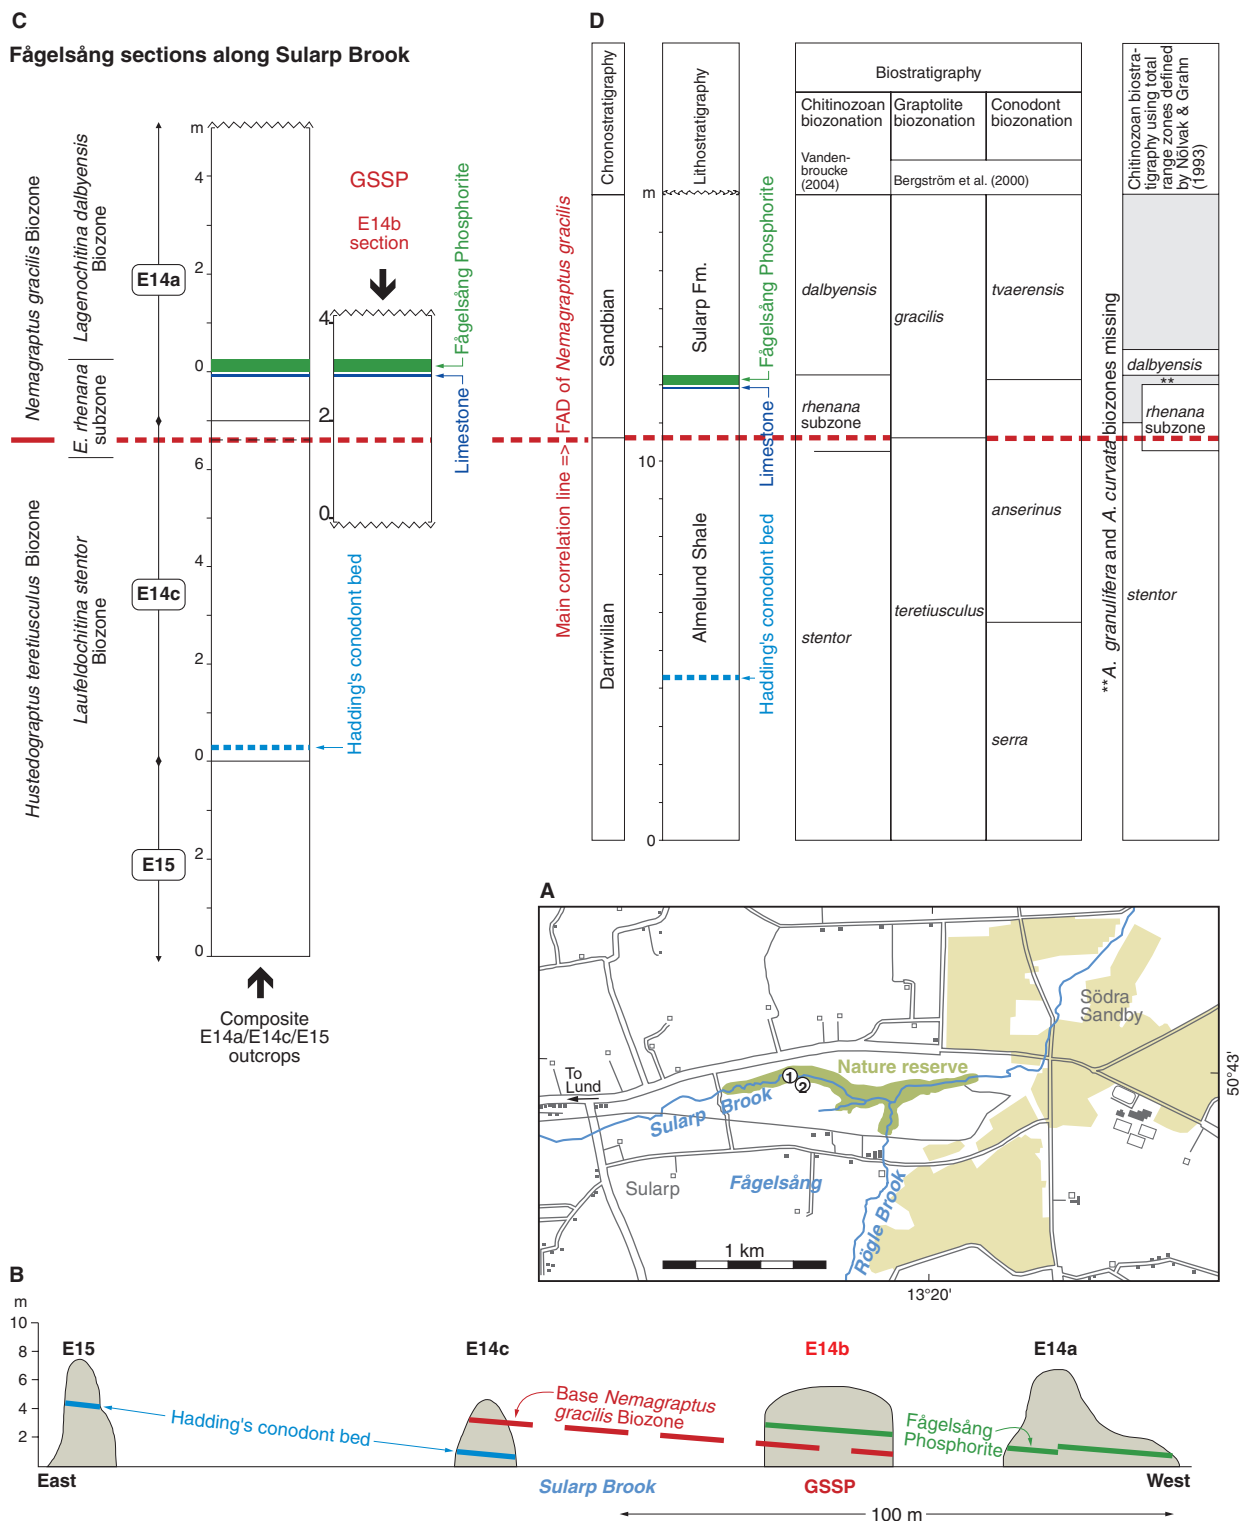 C
Fågelsång sections along Sularp Brook
Nemagraptus gracilis Biozone
Hustedograptus teretiusculus Biozone
Lagenochitina dalbyensis
Biozone
E. rhenana
subzone
Laufeldochitina stentor
Biozone
E14a
E14c
E15
m
4
2
0
6
4
2
0
2
0
GSSP
E14b
section
4
2
0
Fågelsång Phosphorite
Limestone
Hadding's conodont bed
Composite
E14a/E14c/E15
outcrops
Main correlation line => FAD of Nemagraptus gracilis
D
Chronostratigraphy
Sandbian
Darriwilian
Lithostratigraphy
m
10
0
Sularp Fm.
Almelund Shale
Fågelsång Phosphorite
Limestone
Hadding's conodont bed
Biostratigraphy
Chitinozoan
biozonation
Vanden-
broucke
(2004)
Graptolite
biozonation
Conodont
biozonation
Bergström et al. (2000)
dalbyensis
rhenana
subzone
stentor
gracilis
teretiusculus
tvaerensis
anserinus
serra
**A. granulifera and A. curvata biozones missing
Chitinozoan biostra-
tigraphy using total
range zones defined
by Nõlvak & Grahn
(1993)
dalbyensis
**
rhenana
subzone
stentor
A
Södra
Sandby
Nature reserve
To
Lund
1
2
Sularp Brook
Sularp
Fågelsång
Rögle Brook
1 km
50°43'
13°20'
B
m
10
8
6
4
2
E15
E14c
E14b
E14a
Hadding's conodont bed
Base Nemagraptus
gracilis Biozone
Fågelsång
Phosphorite
East
Sularp Brook
GSSP
West
100 m